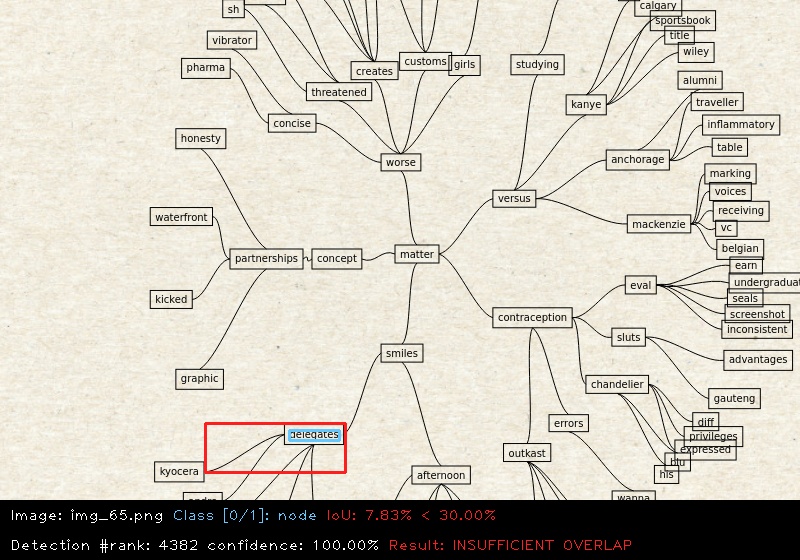 calgary
sh
sportsbook
title
vibrator
wiley
customs
girls
studying
pharma
creates
alumni
threatened
kanye
traveller
concise
inflammatory
honesty
table
worse
anchorage
marking
voices
versus
receiving
waterfront
mackenzie
vc
belgian
matter
partnerships
concept
earn
eval
undergraduat
kicked
seals
screenshot
contraception
inconsistent
sluts
smiles
advantages
graphic
chandelier
gauteng
errors
diff
delegates
privileges
expressed
outkast
blu
kyocera
afternoon
his
wanna
Image: img_65.png Class [0/1]: node IoU: 7.83% < 30.00%
Detection #rank: 4382 confidence: 100.00% Result: INSUFFICIENT OVERLAP